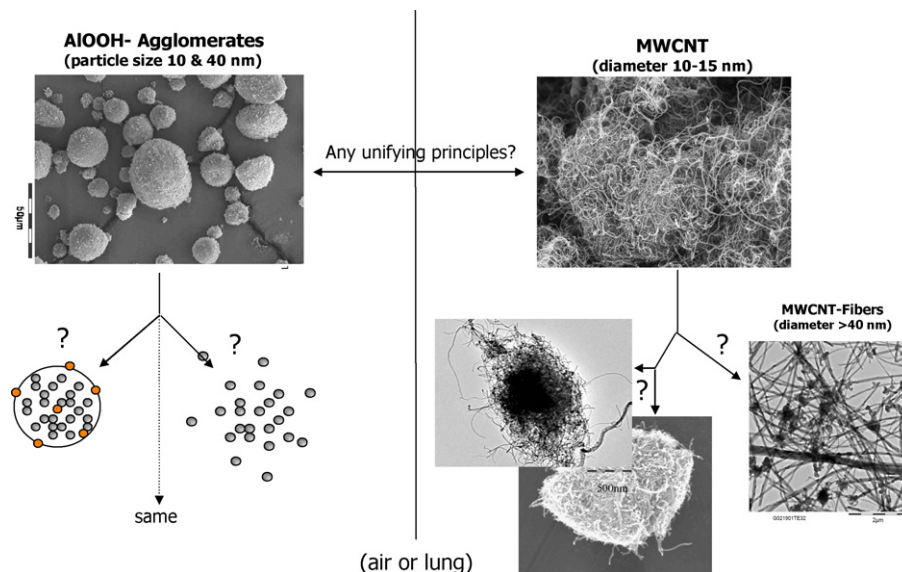 AlOOH- Agglomerates
(particle size 10 & 40 nm)
MWCNT
(diameter 10-15 nm)
Any unifying principles?
50µm
MWCNT-Fibers
(diameter >40 nm)
?
?
?
?
500nm
G021901TE32
2µm
same
(air or lung)